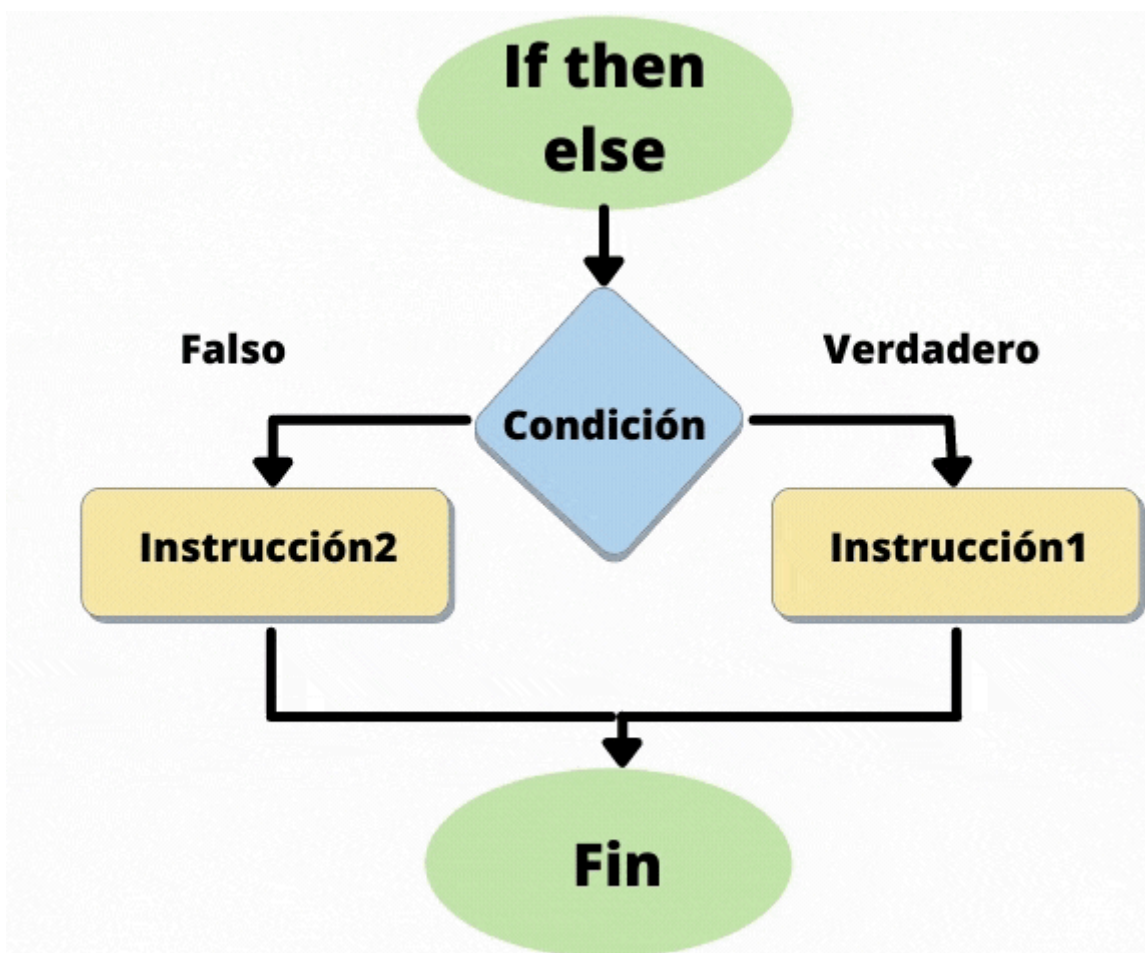 If then
else
Falso
Verdadero
Condición
Instrucción2
Instrucción1
Fin